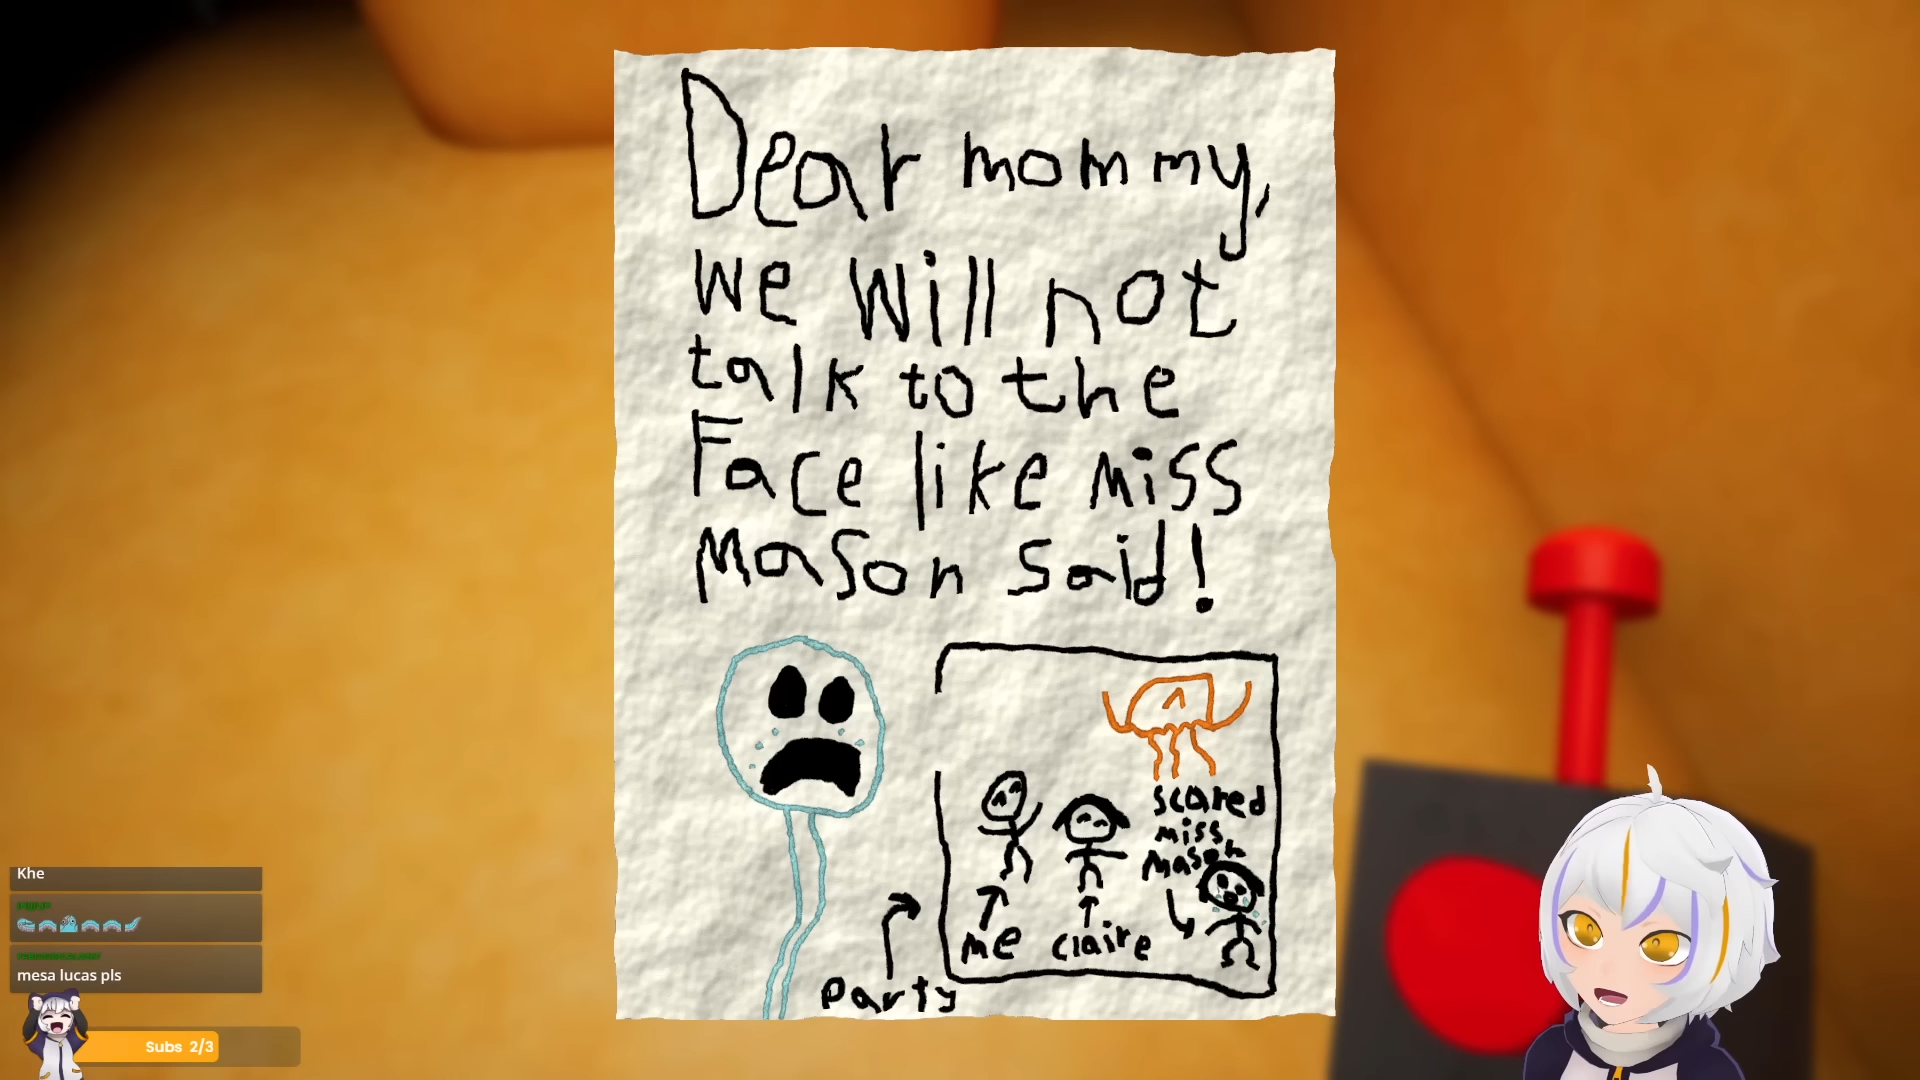 Dear mommy,
we will not
talk to the
Face like Miss
Mason Said!
scared
miss
Mason
me
claire
Party
Khe
mesa lucas pls
Subs 2/3